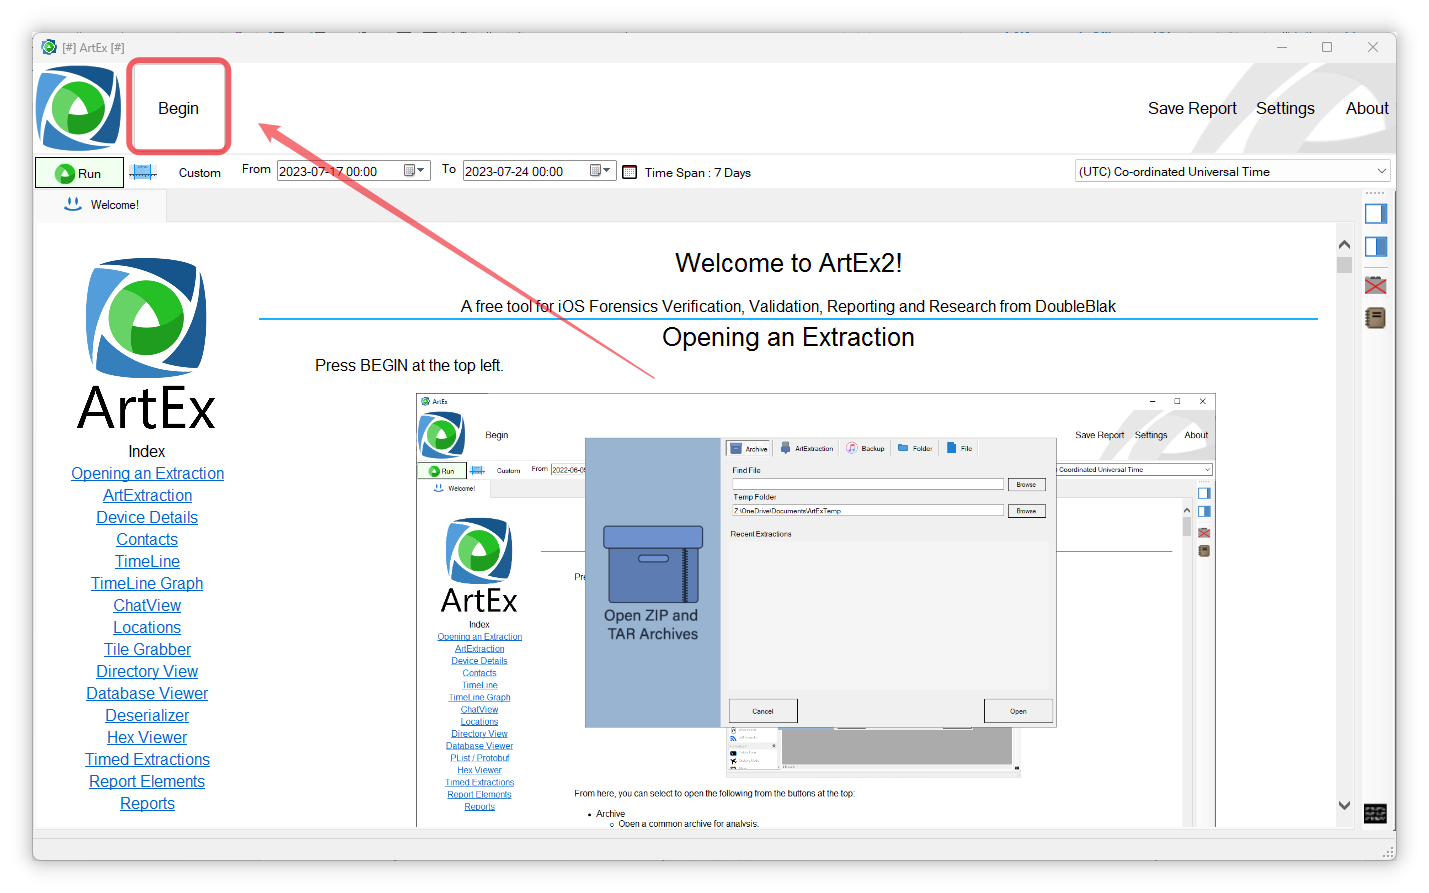 [#] ArtEx [#]
Begin
Save Report
Settings
About
Run
Custom
From
2023-07-17 00:00
To
2023-07-24 00:00
Time Span : 7 Days
(UTC) Co-ordinated Universal Time
Welcome!
ArtEx
Index
Opening an Extraction
ArtExtraction
Device Details
Contacts
TimeLine
TimeLine Graph
ChatView
Locations
Tile Grabber
Directory View
Database Viewer
Deserializer
Hex Viewer
Timed Extractions
Report Elements
Reports
Welcome to ArtEx2!
A free tool for iOS Forensics Verification, Validation, Reporting and Research from DoubleBlak
Opening an Extraction
Press BEGIN at the top left.
ArtEx
Begin
Save Report
Settings
About
Run
Custom
From
2022-06-05
Coordinated Universal Time
Welcome!
ArtEx
Index
Opening an Extraction
ArtExtraction
Device Details
Contacts
TimeLine
TimeLine Graph
ChatView
Locations
Directory View
Database Viewer
PList / Protobuf
Hex Viewer
Timed Extractions
Report Elements
Reports
Open ZIP and
TAR Archives
Archive
ArtExtraction
Backup
Folder
File
Find File
Browse
Temp Folder
Z:\OneDrive\Documents\ArtExTemp
Browse
Recent Extractions
Cancel
Open
From here, you can select to open the following from the buttons at the top:
Archive
Open a common archive for analysis.